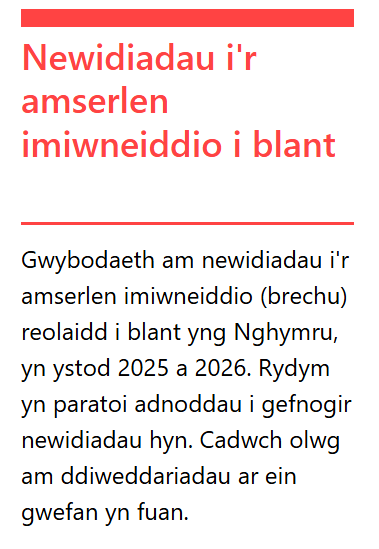 Newidiadau i'r
amserlen
imiwneiddio i blant
Gwybodaeth am newidiadau i'r
amserlen imiwneiddio (brechu)
reolaidd i blant yng Nghymru,
yn ystod 2025 a 2026. Rydym
yn paratoi adnoddau i gefnogir
newidiadau hyn. Cadwch olwg
am ddiweddariadau ar ein
gwefan yn fuan.